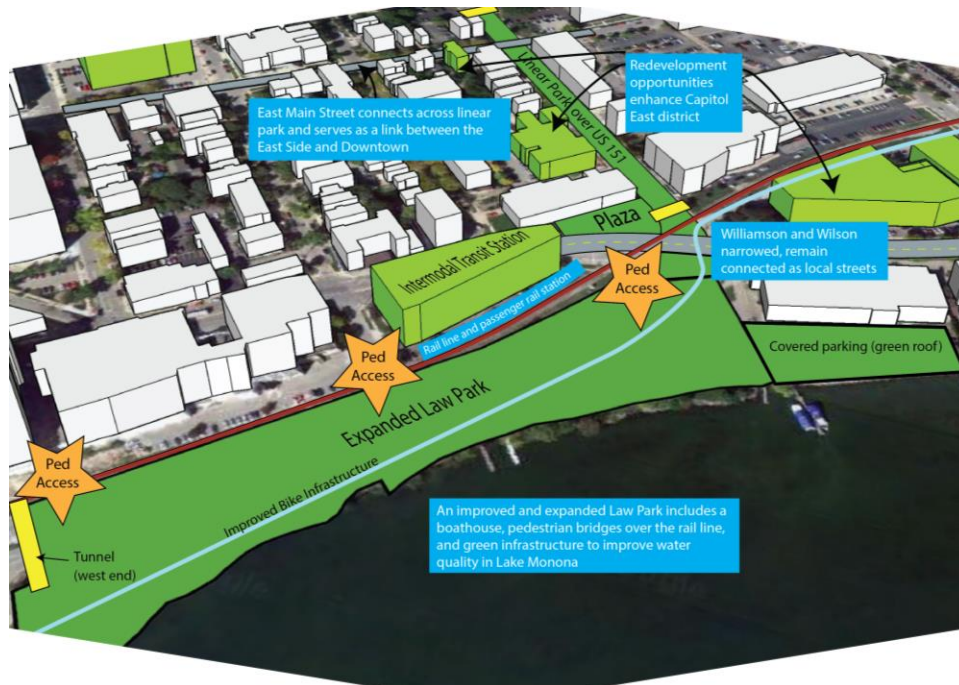 East Main Street connects across linear
park and serves as a link between the
East Side and Downtown
Linear Park over US 151
Redevelopment
opportunities
enhance Capitol
East district
Plaza
Williamson and Wilson
narrowed, remain
connected as local streets
Intermodal Transit Station
Rail line and passenger rail station
Ped
Access
Ped
Access
Ped
Access
Covered parking (green roof)
Expanded Law Park
Improved Bike Infrastructure
Tunnel
(west end)
An improved and expanded Law Park includes a
boathouse, pedestrian bridges over the rail line,
and green infrastructure to improve water
quality in Lake Monona